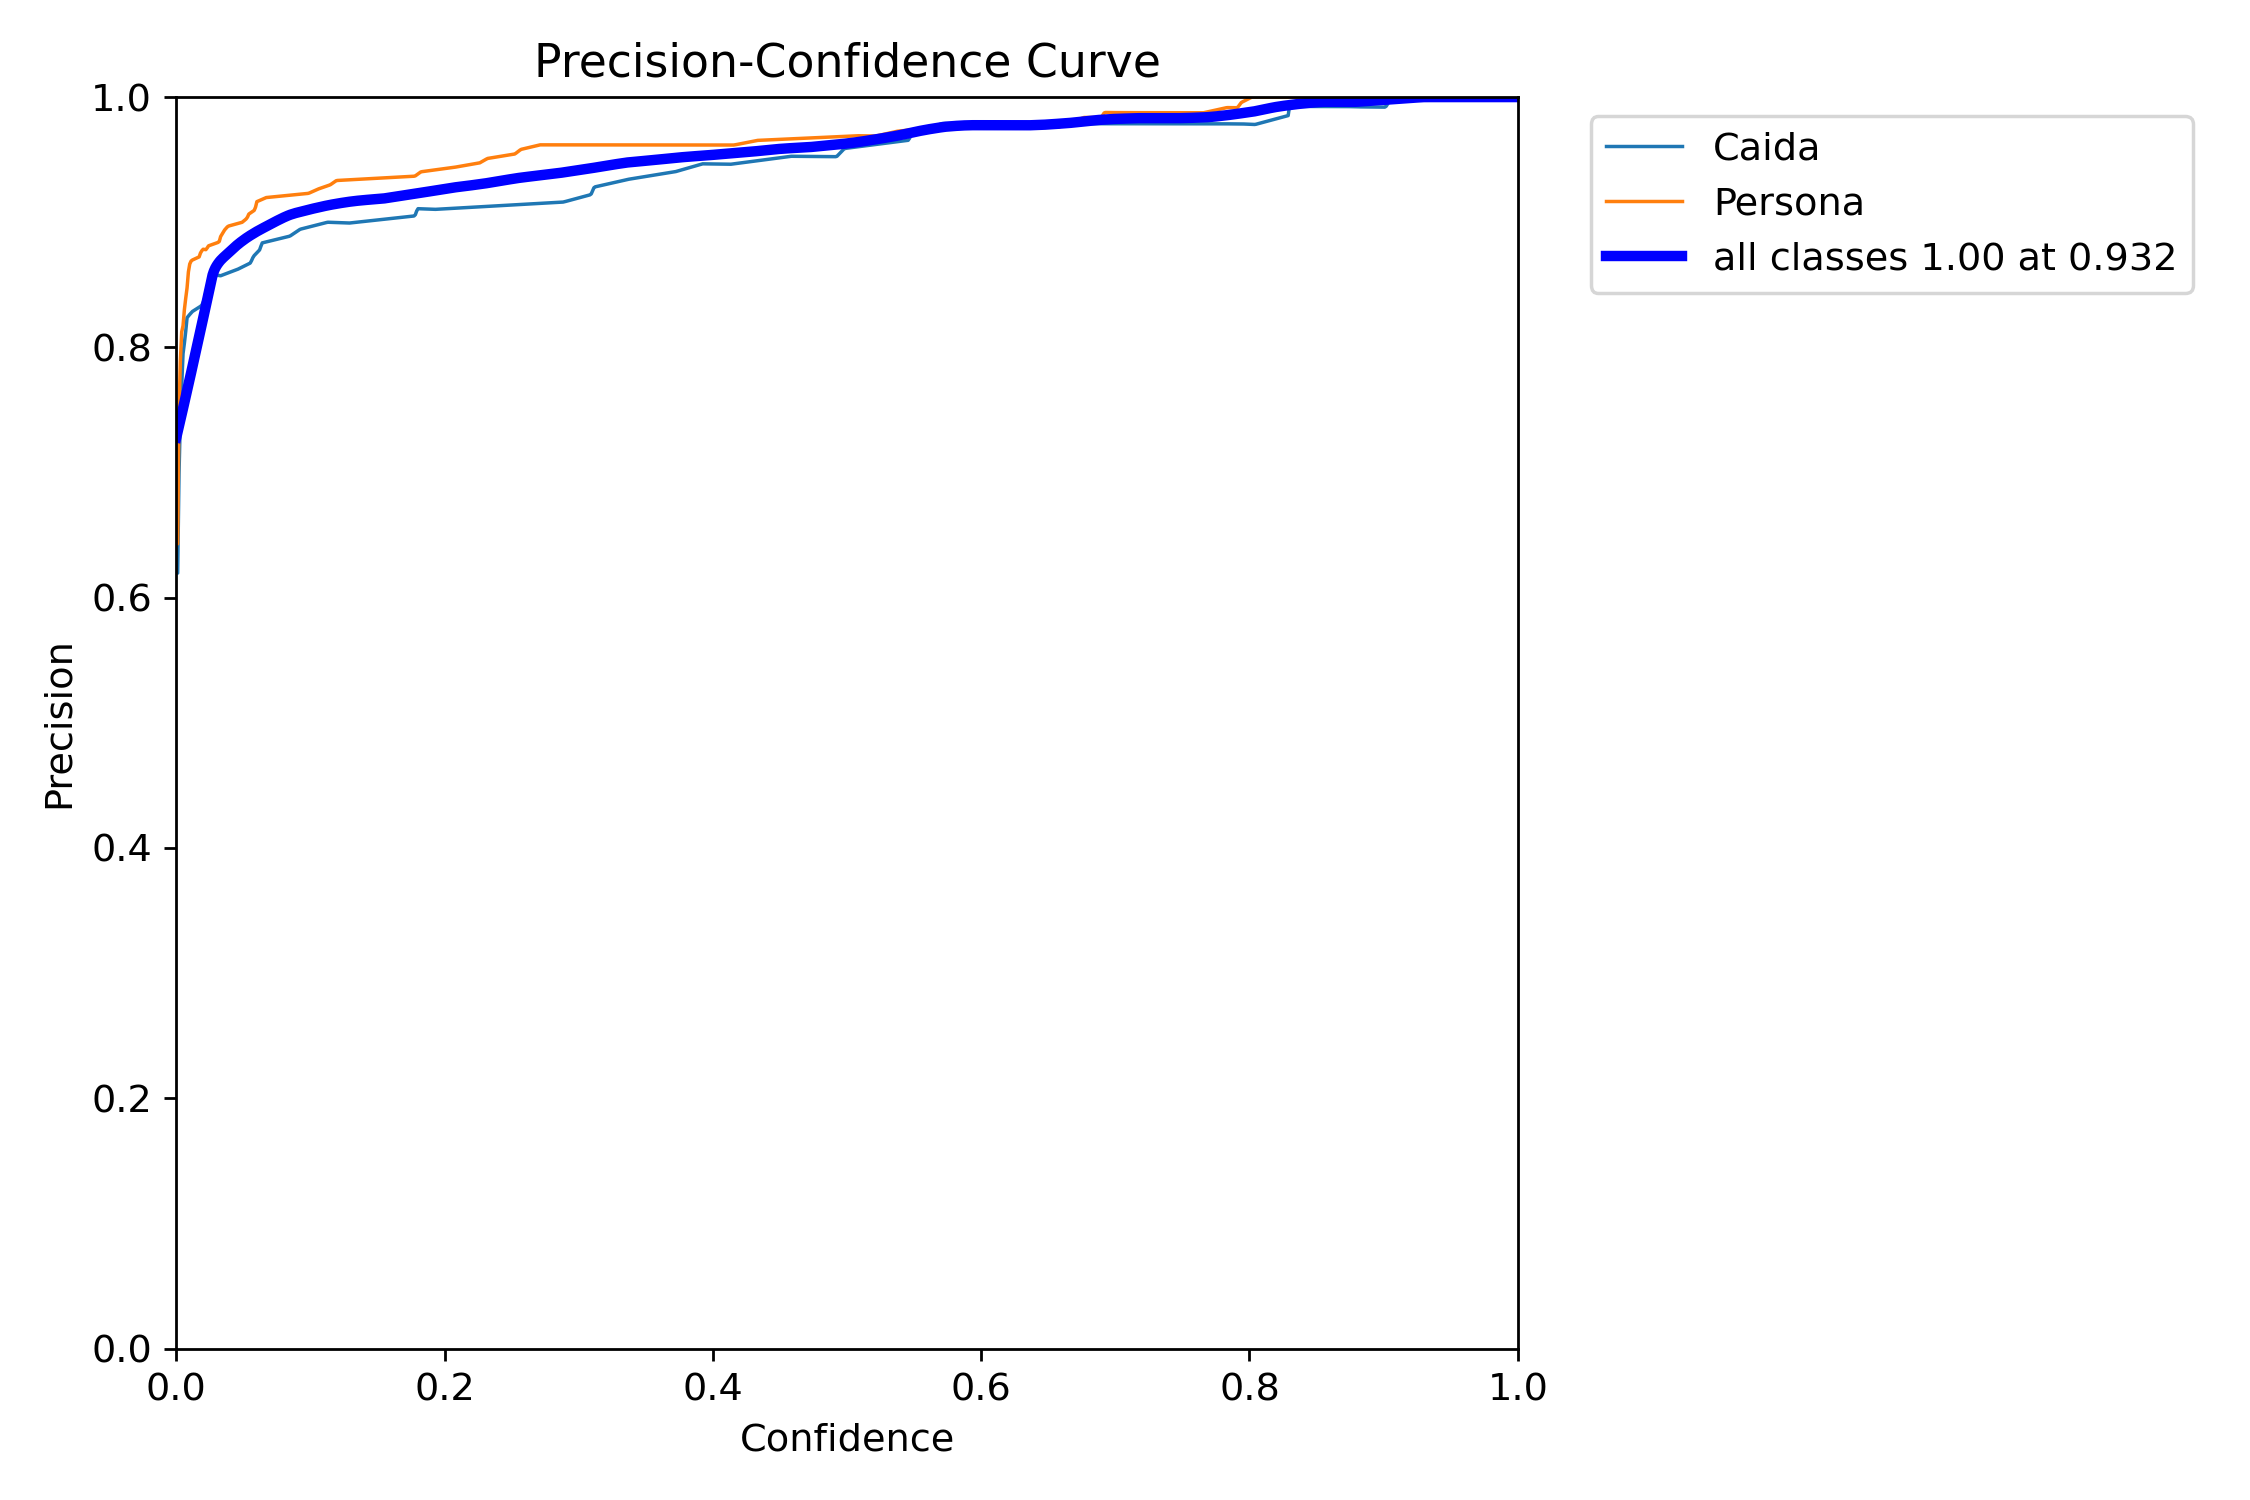 Precision-Confidence Curve
1.0
0.8
0.6
0.4
0.2
0.0
Precision
0.0 0.2 0.4 0.6 0.8 1.0
Confidence
Caida
Persona
all classes 1.00 at 0.932